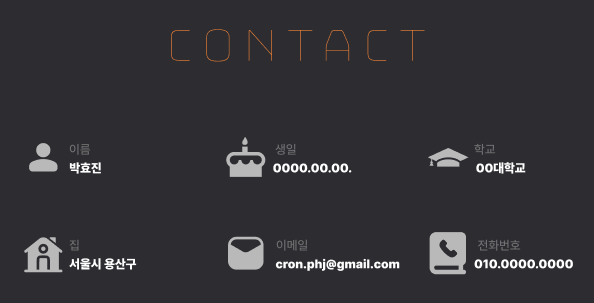 CONTACT
이름
박효진
생일
0000.00.00.
학교
00대학교
집
서울시 용산구
이메일
cron.phj@gmail.com
전화번호
010.0000.0000